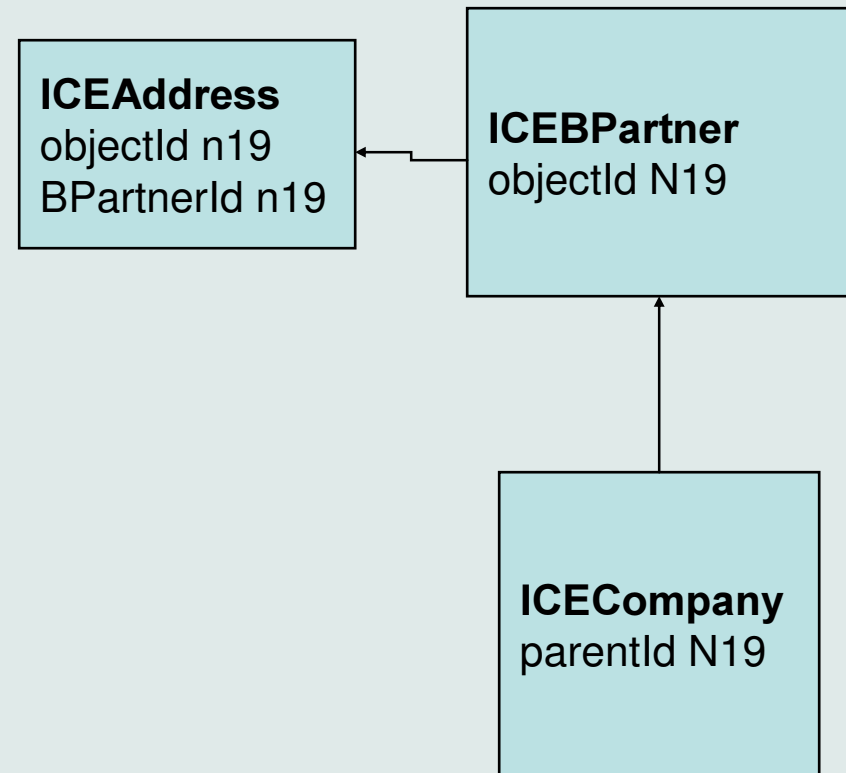 ICEAddress
objectId n19
BPartnerId n19
ICEBPartner
objectId N19
ICECompany
parentId N19